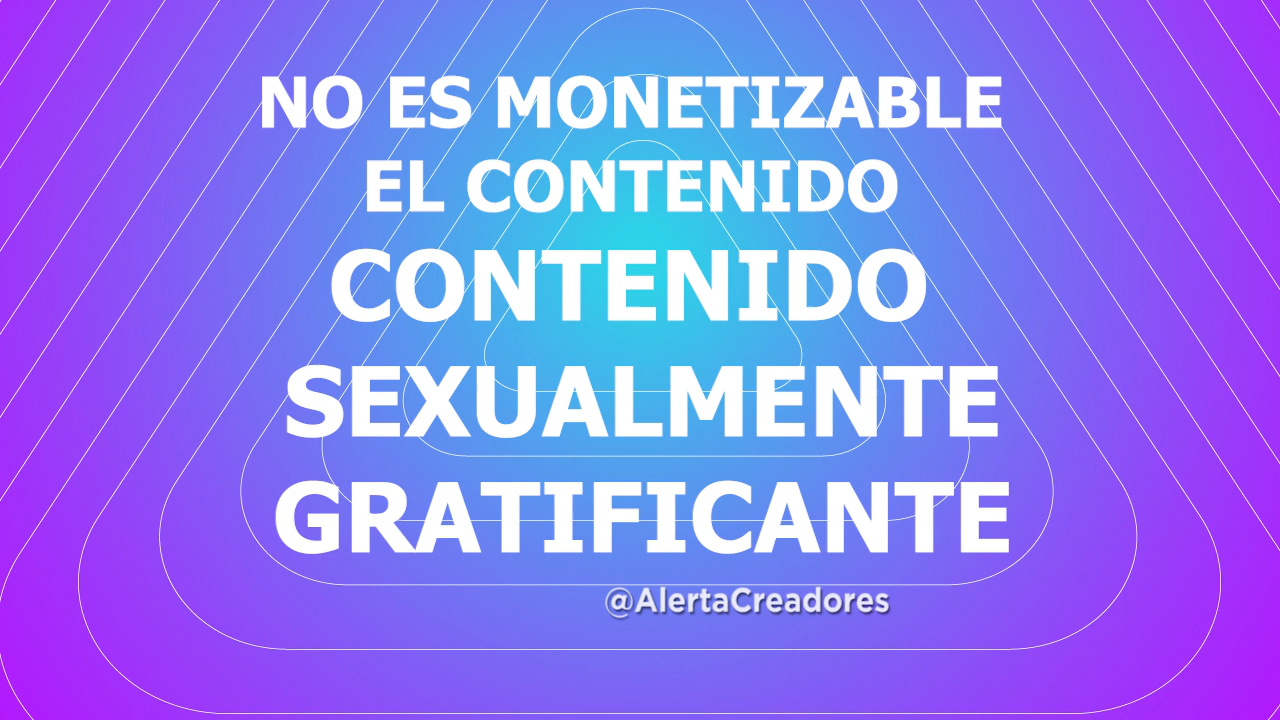 NO ES MONETIZABLE
EL CONTENIDO
CONTENIDO
SEXUALMENTE
GRATIFICANTE
@AlertaCreadores